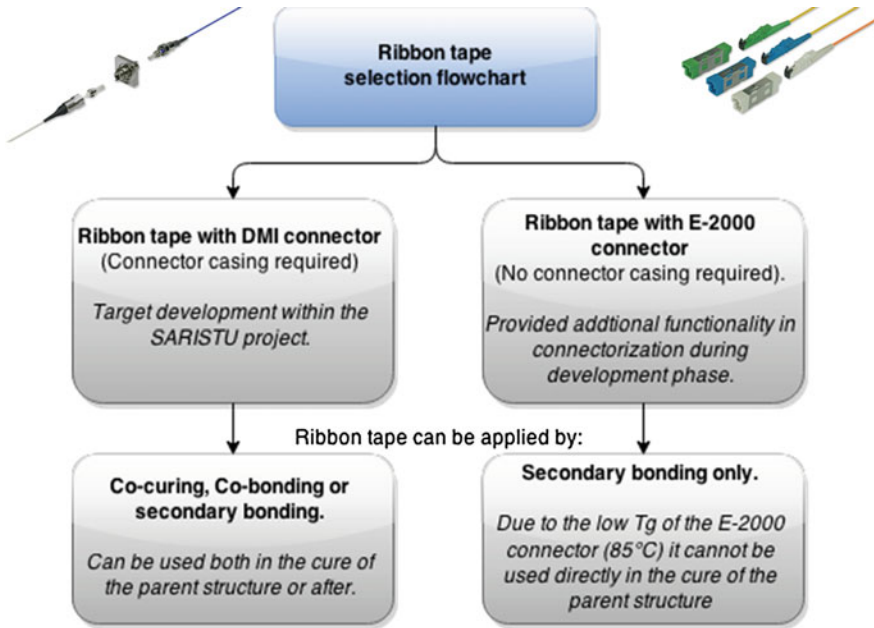 Ribbon tape
selection flowchart
Ribbon tape with DMI connector
(Connector casing required)
Target development within the
SARISTU project.
Ribbon tape with E-2000
connector
(No connector casing required).
Provided addtional functionality in
connectorization during
development phase.
Ribbon tape can be applied by:
Co-curing, Co-bonding or
secondary bonding.
Can be used both in the cure of
the parent structure or after.
Secondary bonding only.
Due to the low Tg of the E-2000
connector (85°C) it cannot be
used directly in the cure of the
parent structure